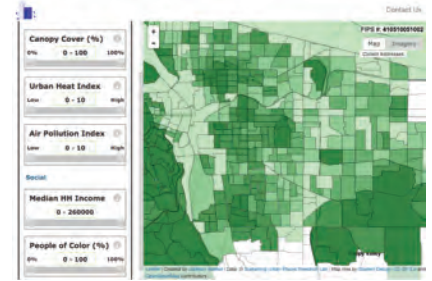 Contact Us
Canopy Cover (%)
0% 0 - 100 100%
Urban Heat Index
Low 0 - 10 High
Air Pollution Index
Low 0 - 10 High
Social
Median HH Income
0 - 260000
People of Color (%)
0% 0 - 100 100%
+
-
FIPS #: 410510051002
Map Imagery
Valley